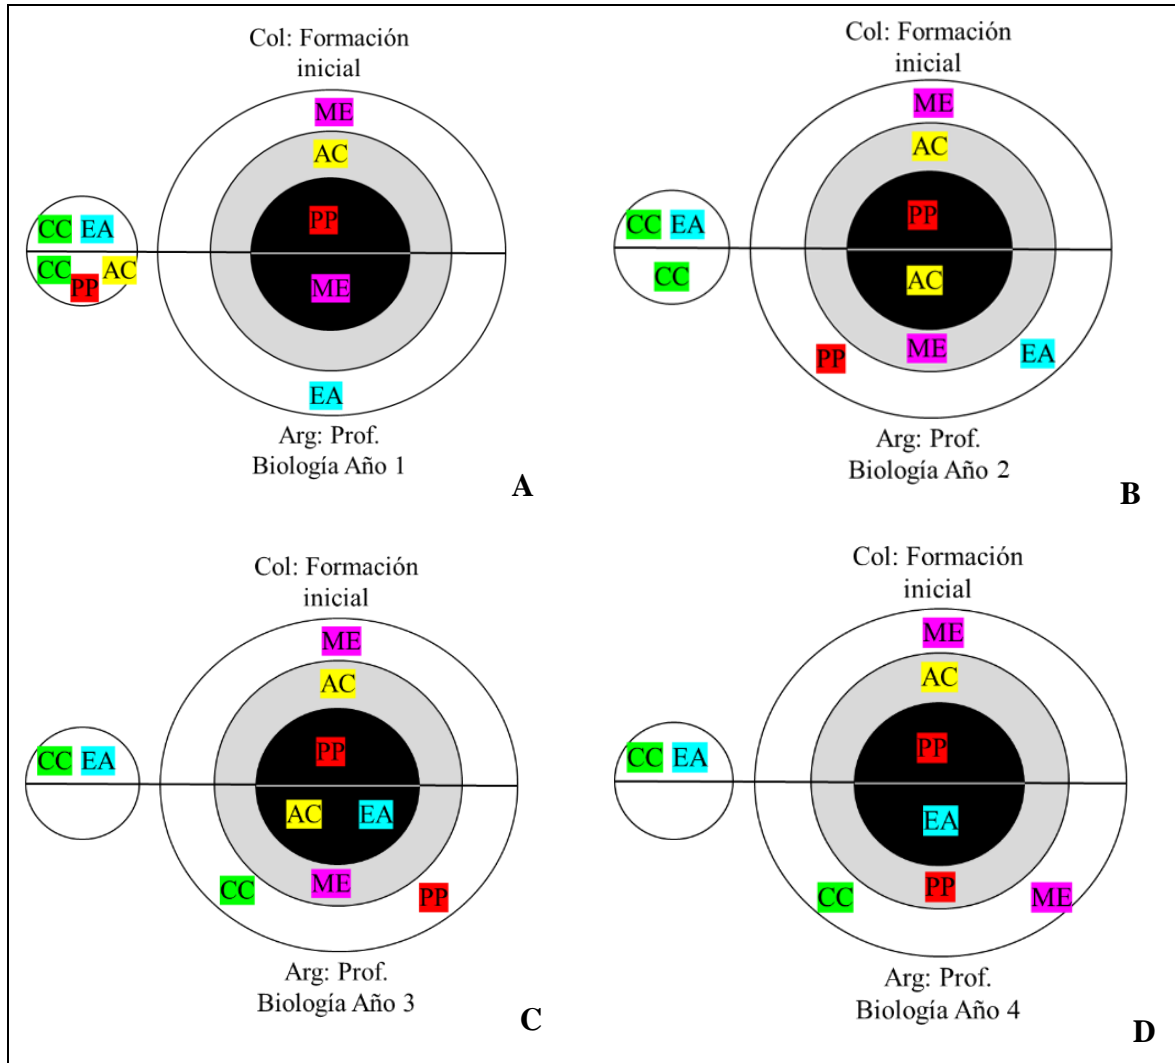 Col: Formación
inicial
ME
AC
PP
CC EA
CC PP AC
ME
EA
Arg: Prof.
Biología Año 1
A
Col: Formación
inicial
ME
AC
PP
CC EA
CC
AC
ME
PP EA
Arg: Prof.
Biología Año 2
B
Col: Formación
inicial
ME
AC
PP
CC EA
AC EA
ME
CC PP
Arg: Prof.
Biología Año 3
C
Col: Formación
inicial
ME
AC
PP
CC EA
EA
PP
CC ME
Arg: Prof.
Biología Año 4
D